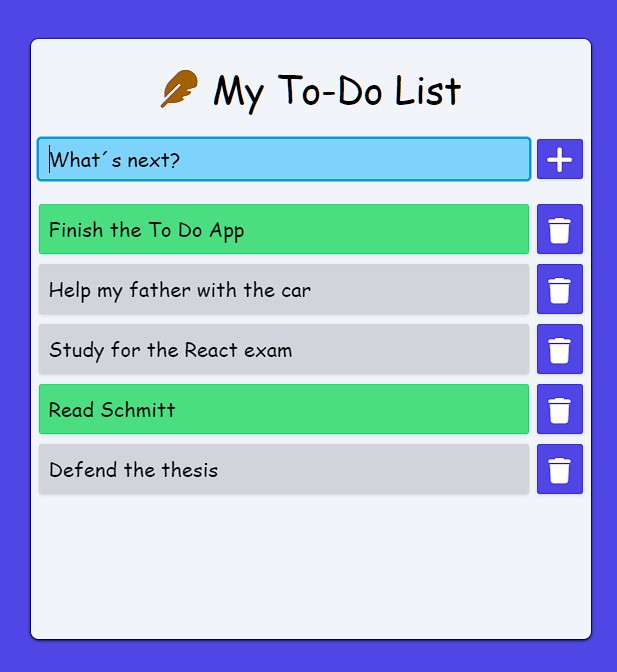 My To-Do List
What´s next?
Finish the To Do App
Help my father with the car
Study for the React exam
Read Schmitt
Defend the thesis